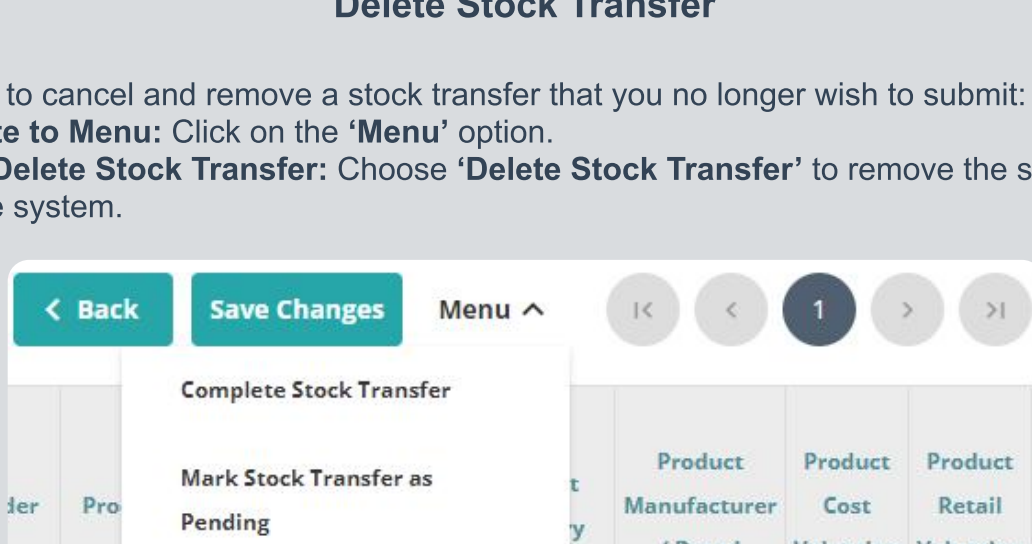 Delete Stock Transfer
to cancel and remove a stock transfer that you no longer wish to submit:
te to Menu: Click on the ‘Menu’ option.
Delete Stock Transfer: Choose ‘Delete Stock Transfer’ to remove the s
e system.
< Back Save Changes Menu 1
Complete Stock Transfer
Product Product Product
Mark Stock Transfer as
t
der Pro Manufacturer Cost Retail
Pending
ry